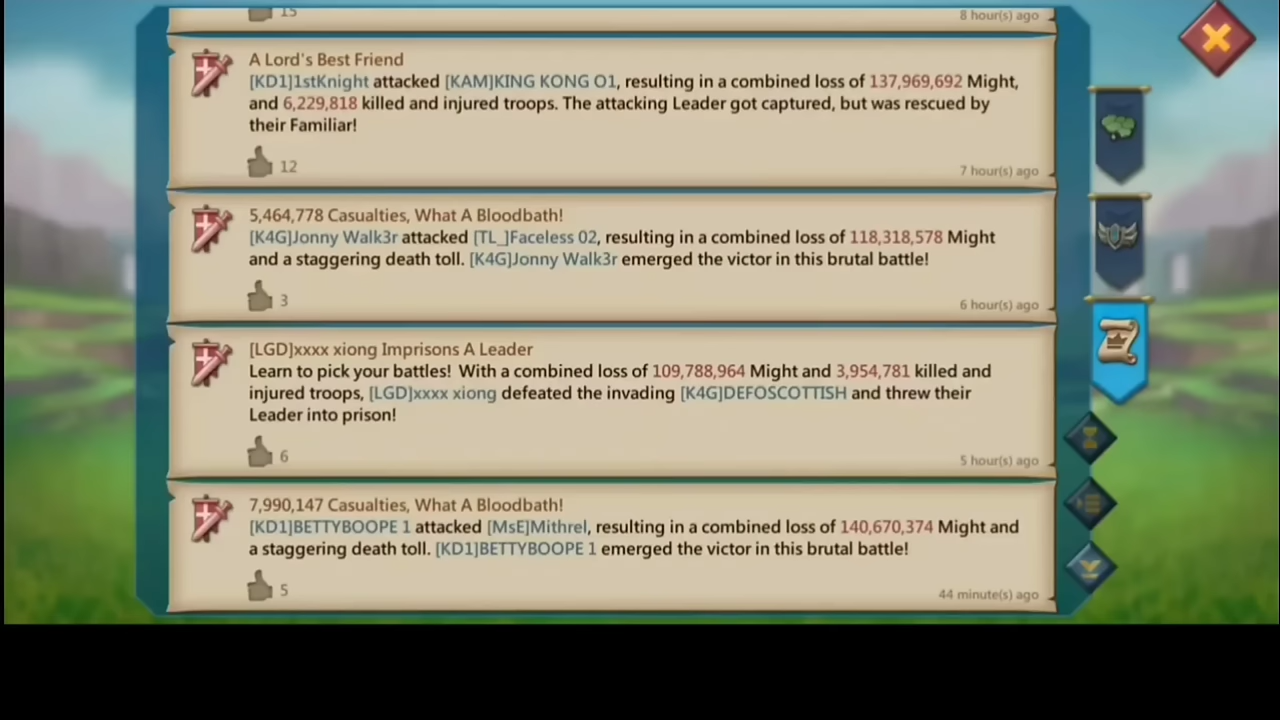 15
8 hour(s) ago
A Lord's Best Friend
[KD1]1stKnight attacked [KAM]KING KONG O1, resulting in a combined loss of 137,969,692 Might,
and 6,229,818 killed and injured troops. The attacking Leader got captured, but was rescued by
their Familiar!
12
7 hour(s) ago
5,464,778 Casualties, What A Bloodbath!
[K4G]Jonny Walk3r attacked [TL_]Faceless 02, resulting in a combined loss of 118,318,578 Might
and a staggering death toll. [K4G]Jonny Walk3r emerged the victor in this brutal battle!
3
6 hour(s) ago
[LGD]xxxx xiong Imprisons A Leader
Learn to pick your battles! With a combined loss of 109,788,964 Might and 3,954,781 killed and
injured troops, [LGD]xxxx xiong defeated the invading [K4G]DEFOSCOTTISH and threw their
Leader into prison!
6
5 hour(s) ago
7,990,147 Casualties, What A Bloodbath!
[KD1]BETTYBOOPE 1 attacked [MsE]Mithrel, resulting in a combined loss of 140,670,374 Might and
a staggering death toll. [KD1]BETTYBOOPE 1 emerged the victor in this brutal battle!
5
44 minute(s) ago